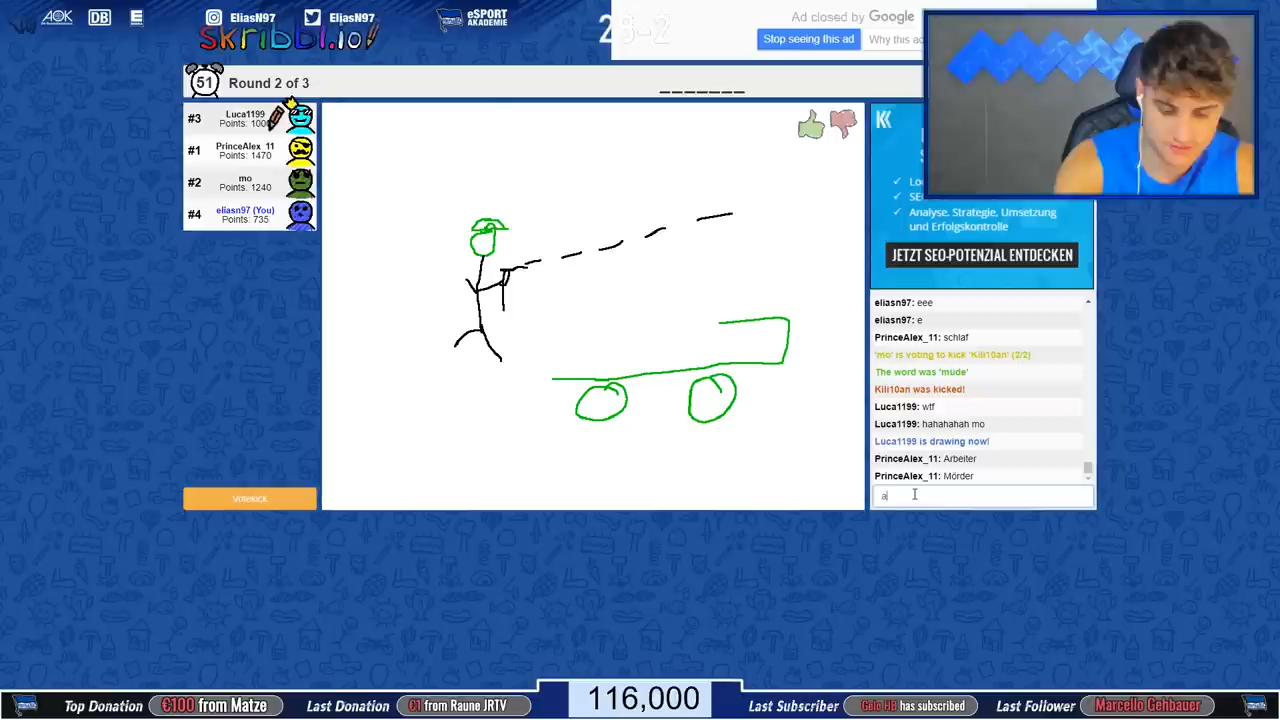 AOK
DB
E
EliasN97
EliasN97
eSPORT
AKADEMIE
skribbl.io
28-2
Ad closed by Google
Stop seeing this ad
Why this ad
51
Round 2 of 3
_______
#3
Luca1199
Points: 100
#1
PrinceAlex_11
Points: 1470
#2
mo
Points: 1240
#4
eliasn97 (You)
Points: 735
Votekick
Analyse, Strategie, Umsetzung
und Erfolgskontrolle
JETZT SEO-POTENZIAL ENTDECKEN
eliasn97: eee
eliasn97: e
PrinceAlex_11: schlaf
'mo' is voting to kick 'Kili10an' (2/2)
The word was 'müde'
Kili10an was kicked!
Luca1199: wtf
Luca1199: hahahahah mo
Luca1199 is drawing now!
PrinceAlex_11: Arbeiter
PrinceAlex_11: Mörder
a
Top Donation
€100 from Matze
Last Donation
€1 from Raune JRTV
116,000
Last Subscriber
has subscribed
Last Follower
Marcello Gehbauer